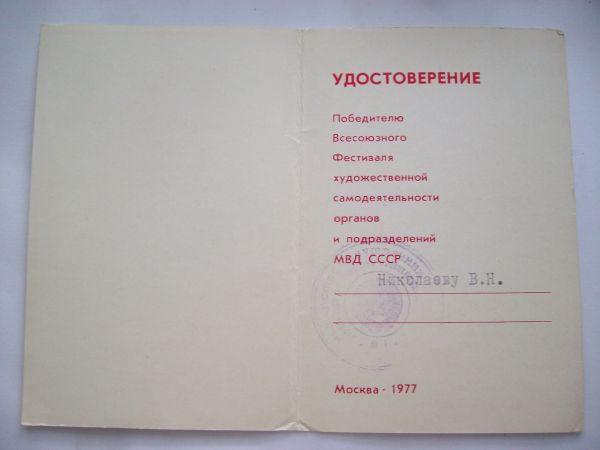 УДОСТОВЕРЕНИЕ
Победителю
Всесоюзного
Фестиваля
художественной
самодеятельности
органов
и подразделений
МВД СССР
Николаеву В.Н.
Москва · 1977